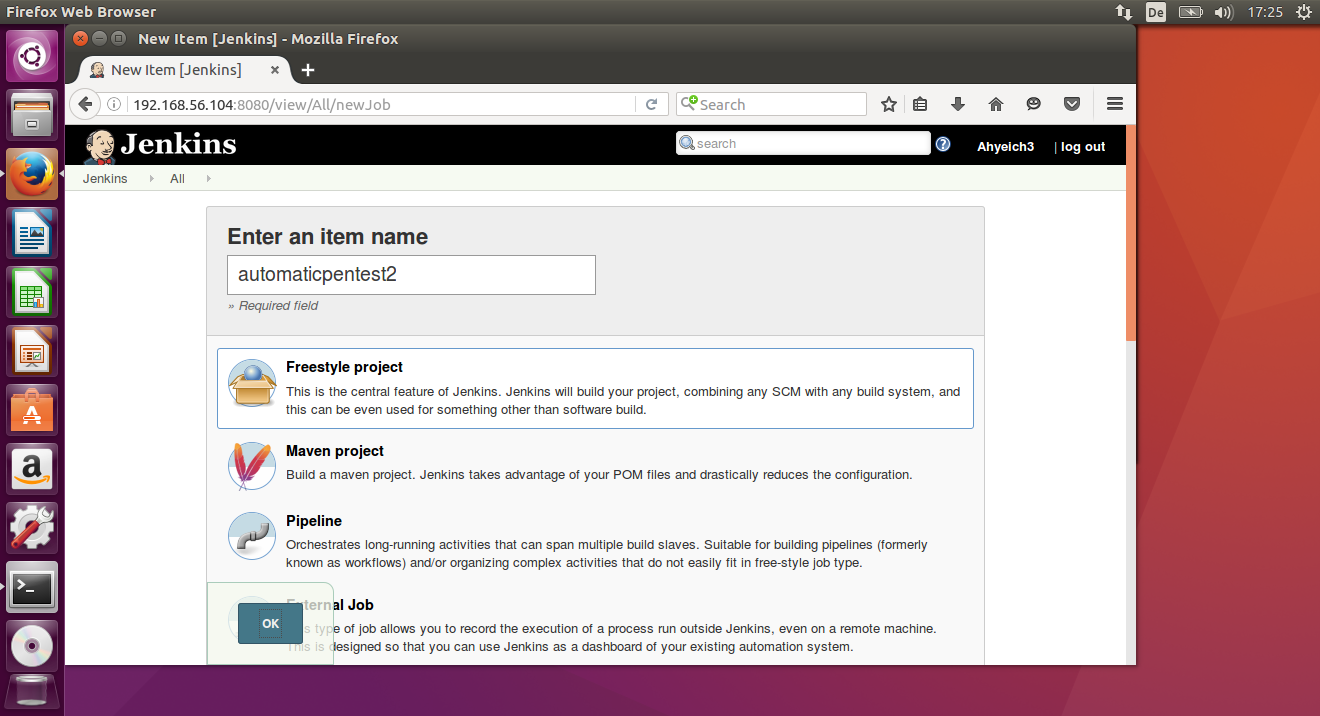 Firefox Web Browser
De
17:25
New Item [Jenkins] - Mozilla Firefox
New Item [Jenkins]
192.168.56.104:8080/view/All/newJob
Search
Jenkins
search
Ahyeich3
| log out
Jenkins
All
Enter an item name
automaticpentest2
» Required field
Freestyle project
This is the central feature of Jenkins. Jenkins will build your project, combining any SCM with any build system, and
this can be even used for something other than software build.
Maven project
Build a maven project. Jenkins takes advantage of your POM files and drastically reduces the configuration.
Pipeline
Orchestrates long-running activities that can span multiple build slaves. Suitable for building pipelines (formerly
known as workflows) and/or organizing complex activities that do not easily fit in free-style job type.
External Job
OK
This type of job allows you to record the execution of a process run outside Jenkins, even on a remote machine.
This is designed so that you can use Jenkins as a dashboard of your existing automation system.